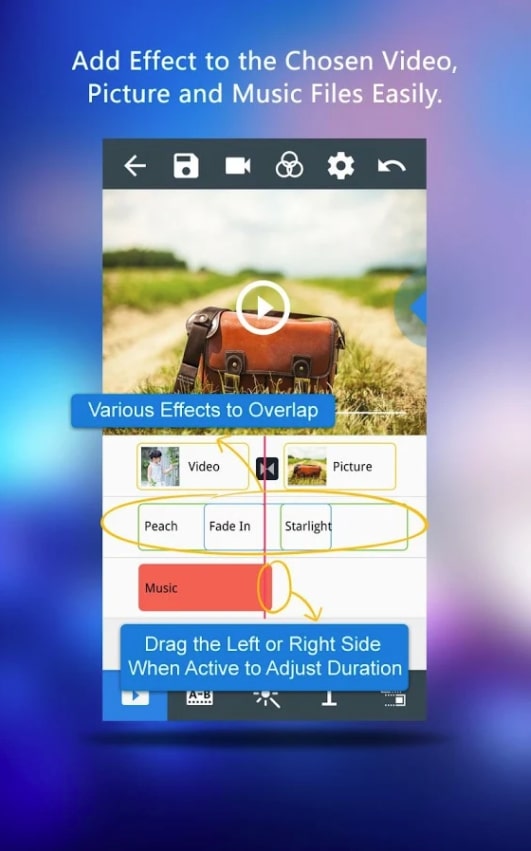 Add Effect to the Chosen Video,
Picture and Music Files Easily.
Various Effects to Overlap
Video
Picture
Peach
Fade In
Starlight
Music
Drag the Left or Right Side
When Active to Adjust Duration
A-B